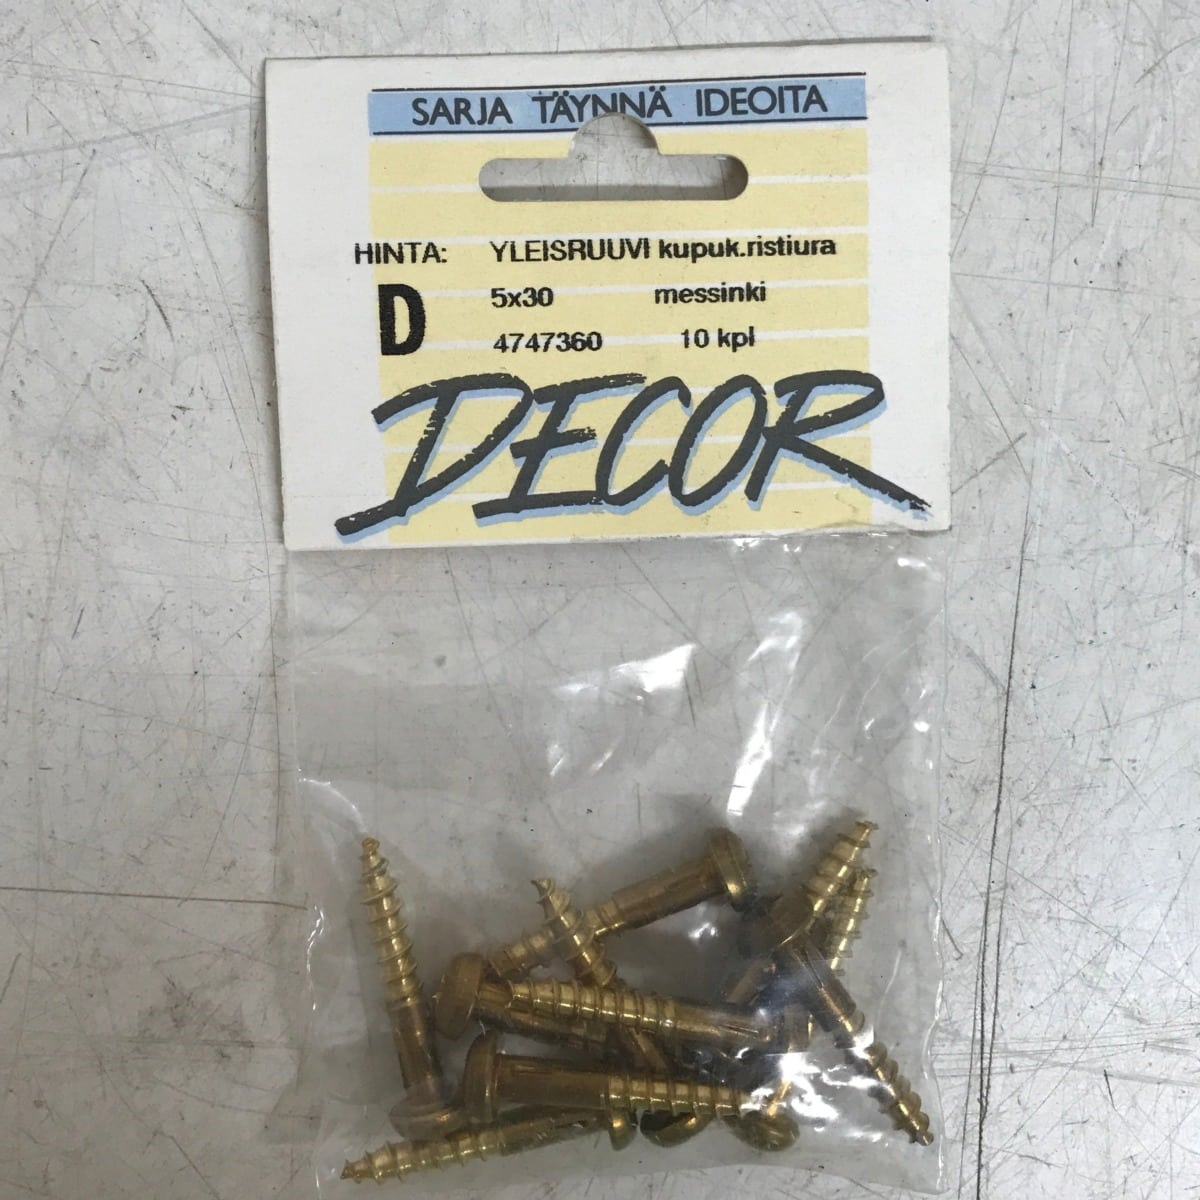 SARJA TÄYNNÄ IDEOITA
HINTA: YLEISRUUVI kupuk.ristiura
D 5x30 messinki
4747360 10 kpl
DECOR